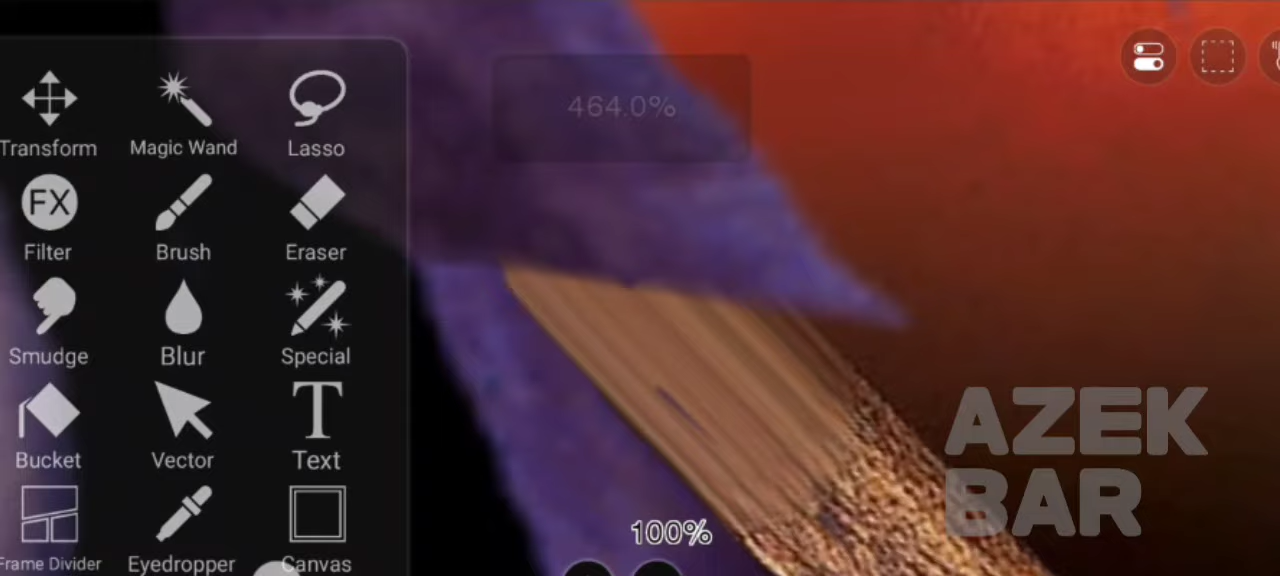 464.0%
Transform Magic Wand Lasso
FX
Filter Brush Eraser
Smudge Blur Special
T
Bucket Vector Text
Frame Divider Eyedropper Canvas
100%
AZEK
BAR